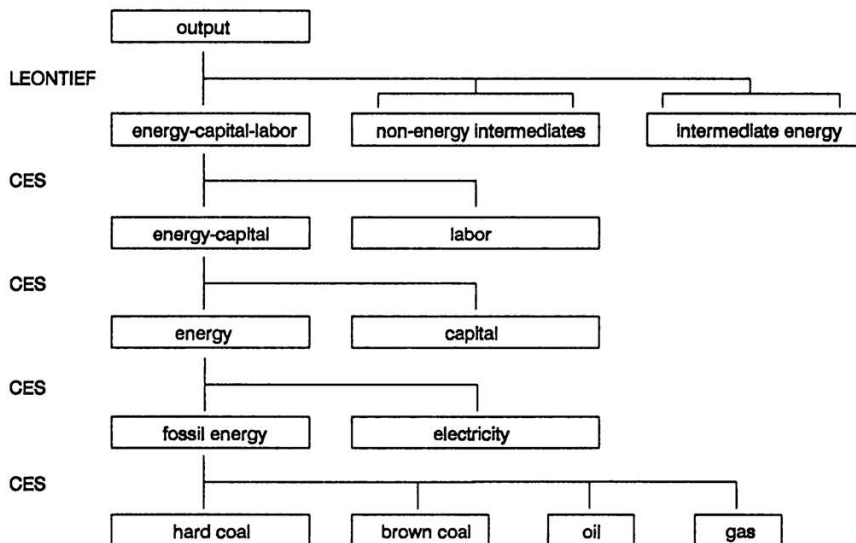 output
LEONTIEF
energy-capital-labor non-energy intermediates intermediate energy
CES
energy-capital labor
CES
energy capital
CES
fossil energy electricity
CES
hard coal brown coal oil gas